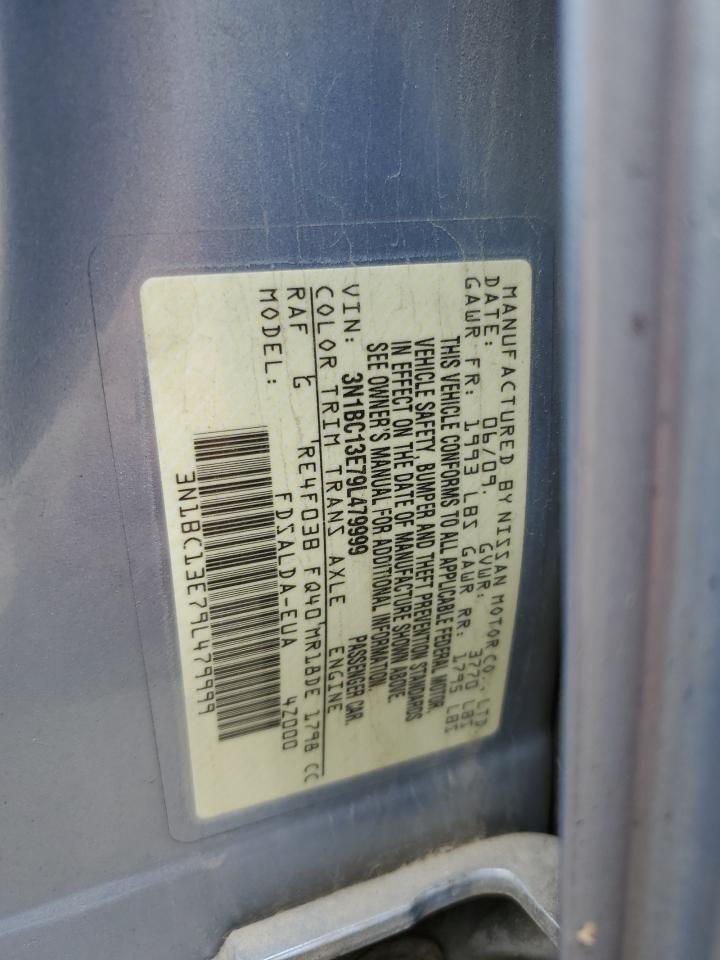 MANUFACTURED BY NISSAN MOTOR CO., LTD.
DATE: 06/09. GVWR: 3770 LBS
GAWR FR: 1993 LBS GAWR RR: 1795 LBS
THIS VEHICLE CONFORMS TO ALL APPLICABLE FEDERAL MOTOR
VEHICLE SAFETY, BUMPER AND THEFT PREVENTION STANDARDS
IN EFFECT ON THE DATE OF MANUFACTURE SHOWN ABOVE.
SEE OWNER'S MANUAL FOR ADDITIONAL INFORMATION.
VIN: 3N1BC13E79L479999 PASSENGER CAR.
COLOR TRIM TRANS AXLE ENGINE
RAF G RE4F03B FQ40 MR18DE 1798 CC
MODEL: FDSALDA-EUA 4Z000
3N1BC13E79L479999